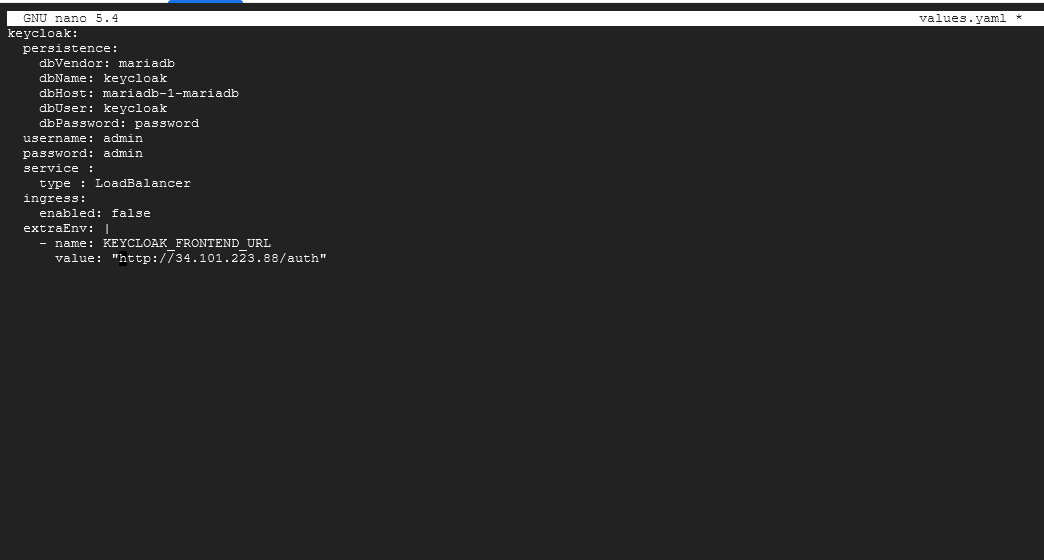 GNU nano 5.4 values.yaml *
keycloak:
  persistence:
    dbVendor: mariadb
    dbName: keycloak
    dbHost: mariadb-1-mariadb
    dbUser: keycloak
    dbPassword: password
  username: admin
  password: admin
  service :
    type : LoadBalancer
  ingress:
    enabled: false
  extraEnv: |
    - name: KEYCLOAK_FRONTEND_URL
      value: "http://34.101.223.88/auth"